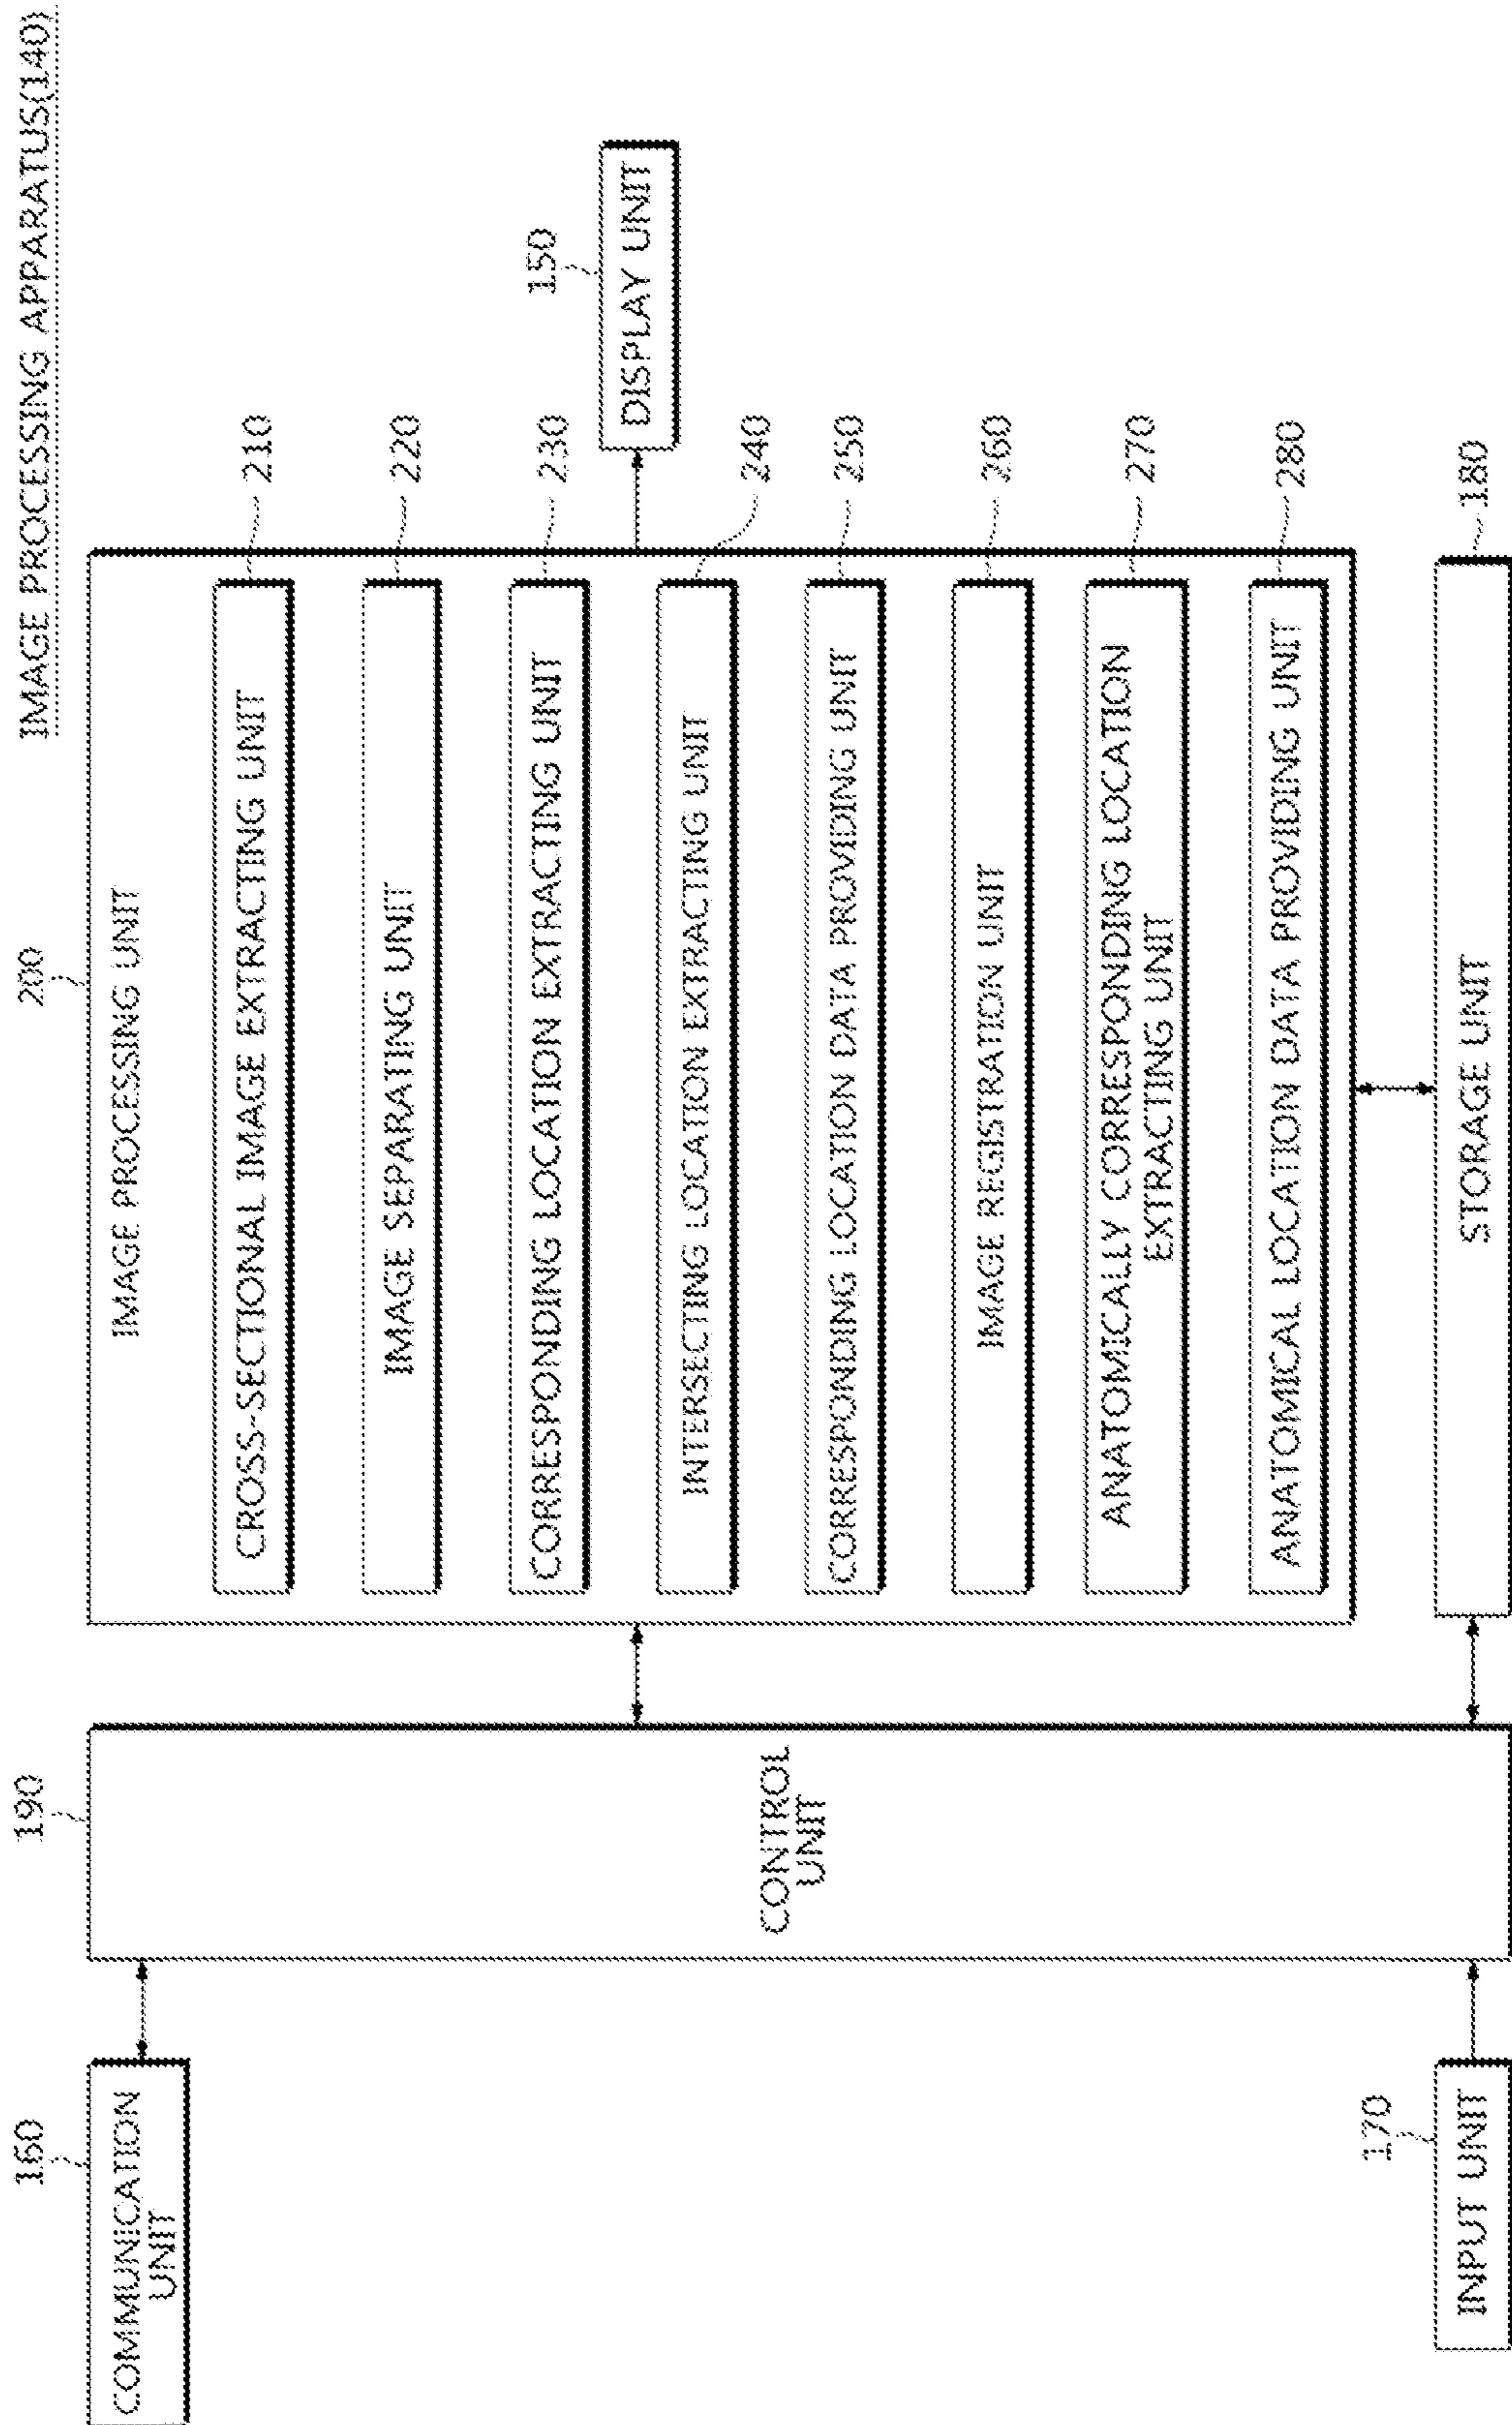 IMAGE PROCESSING APPARATUS(140)
160
COMMUNICATION
UNIT
170
INPUT UNIT
190
CONTROL
UNIT
200
IMAGE PROCESSING UNIT
CROSS-SECTIONAL IMAGE EXTRACTING UNIT
210
IMAGE SEPARATING UNIT
220
CORRESPONDING LOCATION EXTRACTING UNIT
230
INTERSECTING LOCATION EXTRACTING UNIT
240
CORRESPONDING LOCATION DATA PROVIDING UNIT
250
IMAGE REGISTRATION UNIT
260
ANATOMICALLY CORRESPONDING LOCATION
EXTRACTING UNIT
270
ANATOMICAL LOCATION DATA PROVIDING UNIT
280
150
DISPLAY UNIT
STORAGE UNIT
180